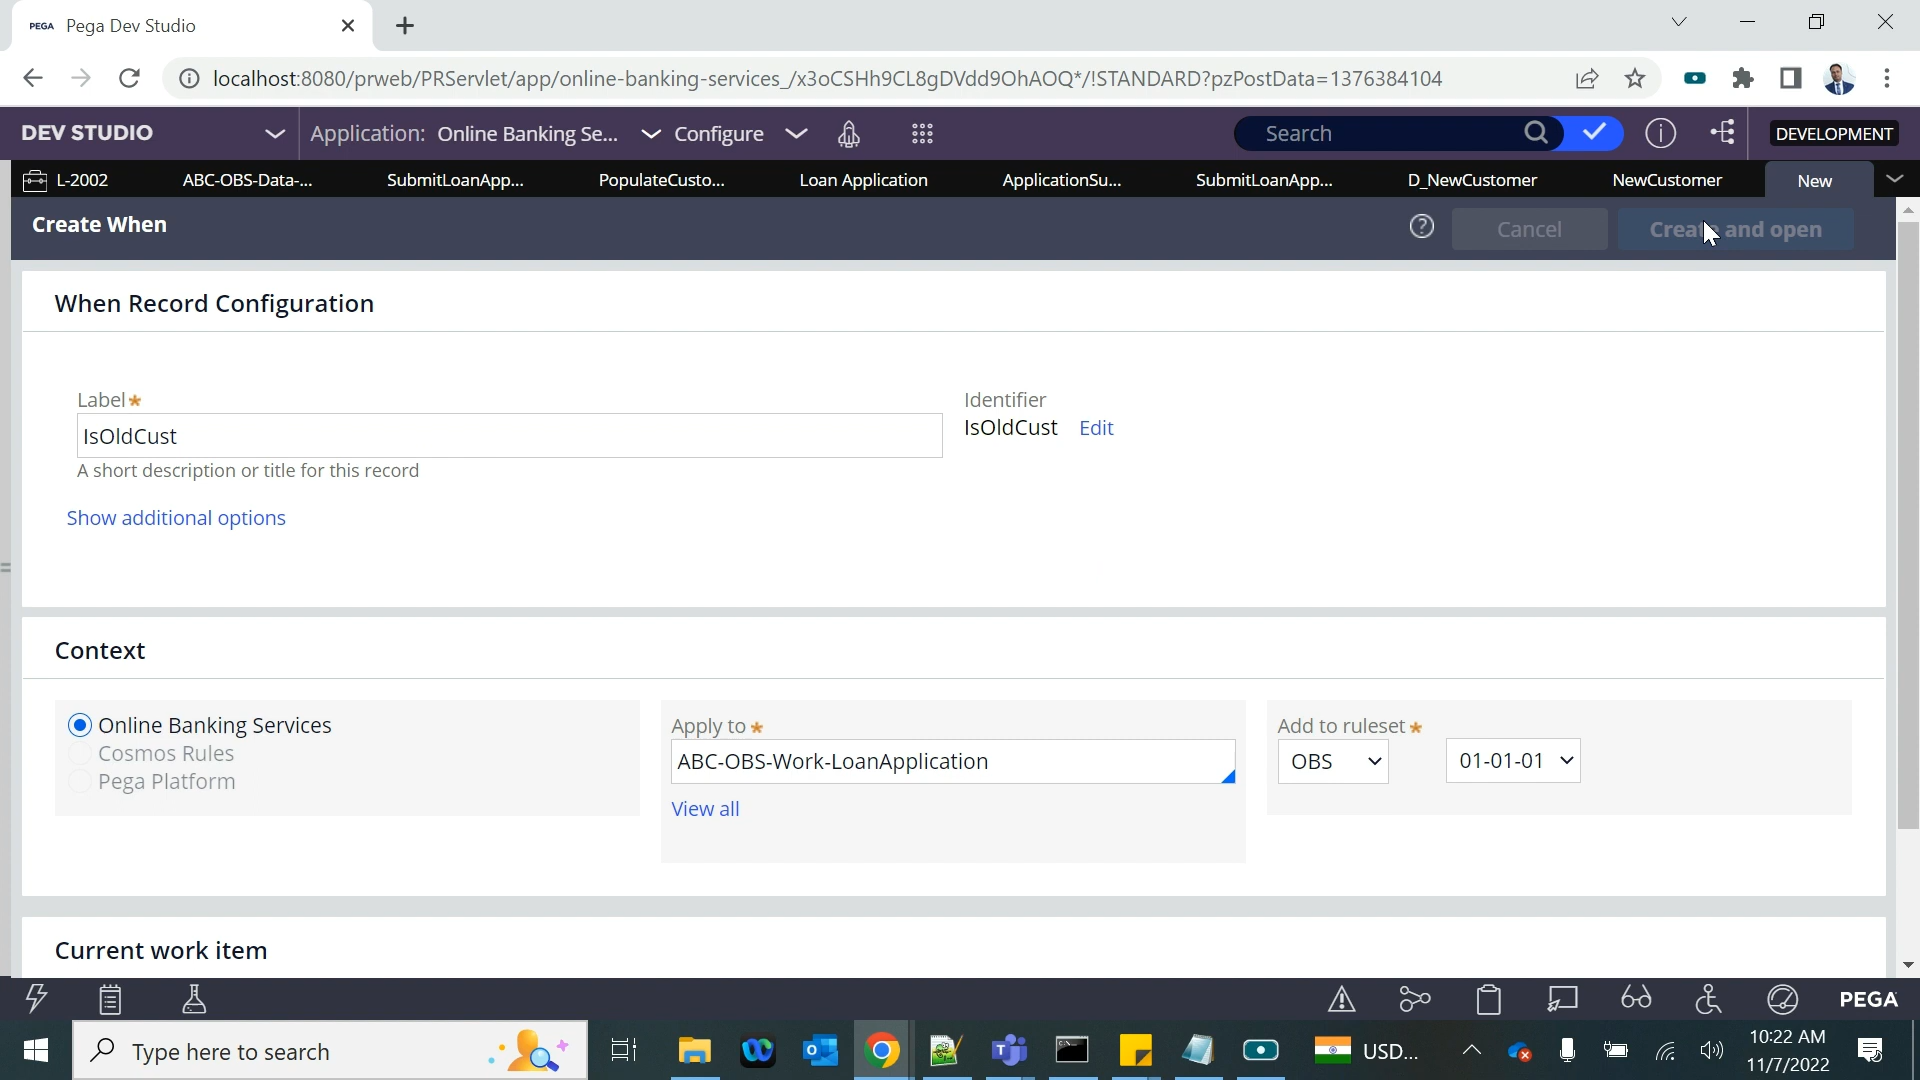 PEGA Pega Dev Studio
localhost:8080/prweb/PRServlet/app/online-banking-services_/x3oCSHh9CL8gDVdd9OhAOQ*/!STANDARD?pzPostData=1376384104
DEV STUDIO Application: Online Banking Se... Configure Search DEVELOPMENT
L-2002 ABC-OBS-Data-... SubmitLoanApp... PopulateCusto... Loan Application ApplicationSu... SubmitLoanApp... D_NewCustomer NewCustomer New
Create When Cancel Create and open
When Record Configuration
Label* Identifier
IsOldCust IsOldCust Edit
A short description or title for this record
Show additional options
Context
Online Banking Services Apply to* Add to ruleset*
Cosmos Rules ABC-OBS-Work-LoanApplication OBS 01-01-01
Pega Platform
View all
Current work item
PEGA
Type here to search USD... 10:22 AM
11/7/2022